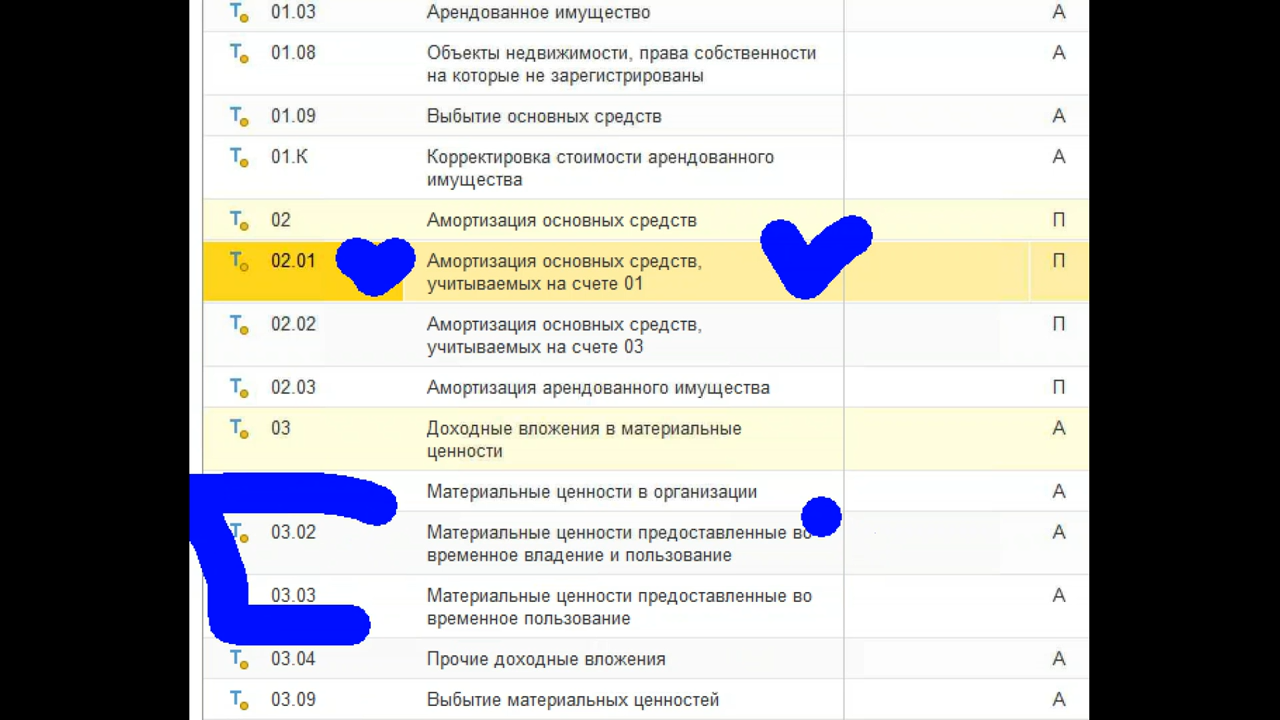 01.03 Арендованное имущество А
01.08 Объекты недвижимости, права собственности А
на которые не зарегистрированы
01.09 Выбытие основных средств А
01.К Корректировка стоимости арендованного А
имущества
02 Амортизация основных средств П
02.01 Амортизация основных средств, П
учитываемых на счете 01
02.02 Амортизация основных средств, П
учитываемых на счете 03
02.03 Амортизация арендованного имущества П
03 Доходные вложения в материальные А
ценности
Материальные ценности в организации А
03.02 Материальные ценности предоставленные во А
временное владение и пользование
03.03 Материальные ценности предоставленные во А
временное пользование
03.04 Прочие доходные вложения А
03.09 Выбытие материальных ценностей А